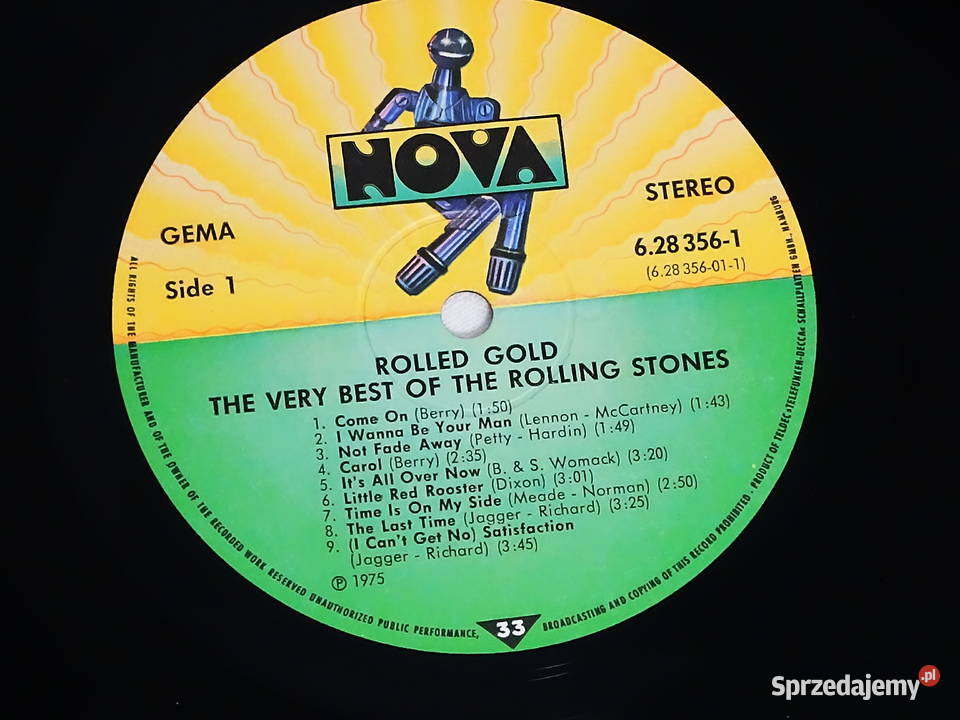 NOVA
GEMA
STEREO
Side 1
6.28 356-1
(6.28 356-01-1)
ROLLED GOLD
THE VERY BEST OF THE ROLLING STONES
1. Come On (Berry) (1:50)
2. I Wanna Be Your Man (Lennon - McCartney) (1:43)
3. Not Fade Away (Petty - Hardin) (1:49)
4. Carol (Berry) (2:35)
5. It's All Over Now (B. & S. Womack) (3:20)
6. Little Red Rooster (Dixon) (3:01)
7. Time Is On My Side (Meade - Norman) (2:50)
8. The Last Time (Jagger - Richard) (3:25)
9. (I Can't Get No) Satisfaction
(Jagger - Richard) (3:45)
℗ 1975
33
ALL RIGHTS OF THE MANUFACTURER AND OF THE OWNER OF THE RECORDED WORK RESERVED UNAUTHORIZED PUBLIC PERFORMANCE, BROADCASTING AND COPYING OF THIS RECORD PROHIBITED · PRODUCT OF TELDEC »TELEFUNKEN-DECCA« SCHALLPLATTEN GMBH., HAMBURG
Sprzedajemy.pl